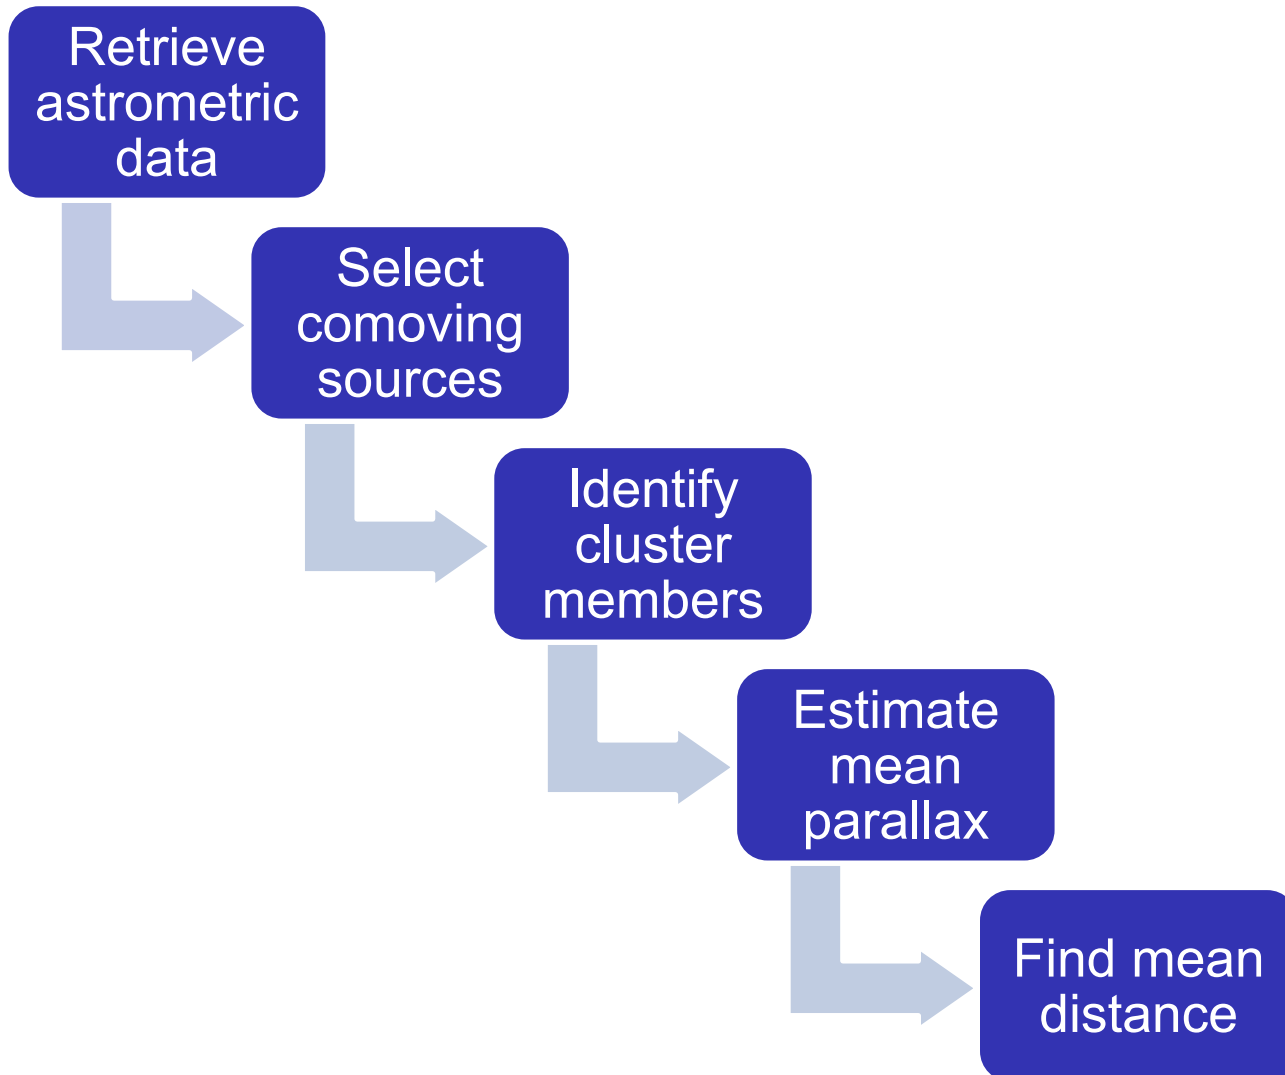 Retrieve
astrometric
data
Select
comoving
sources
Identify
cluster
members
Estimate
mean
parallax
Find mean
distance